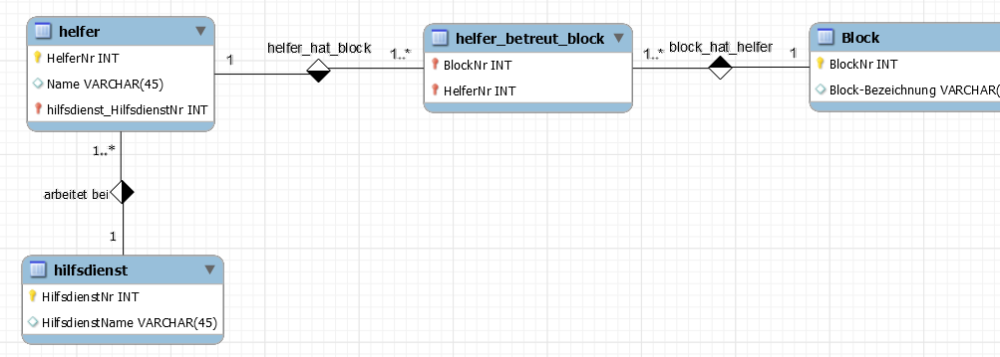 helfer
HelferNr INT
Name VARCHAR(45)
hilfsdienst_HilfsdienstNr INT
1
helfer_hat_block
1..*
helfer_betreut_block
BlockNr INT
HelferNr INT
1..*
block_hat_helfer
1
Block
BlockNr INT
Block-Bezeichnung VARCHAR(
1..*
arbeitet bei
1
hilfsdienst
HilfsdienstNr INT
HilfsdienstName VARCHAR(45)